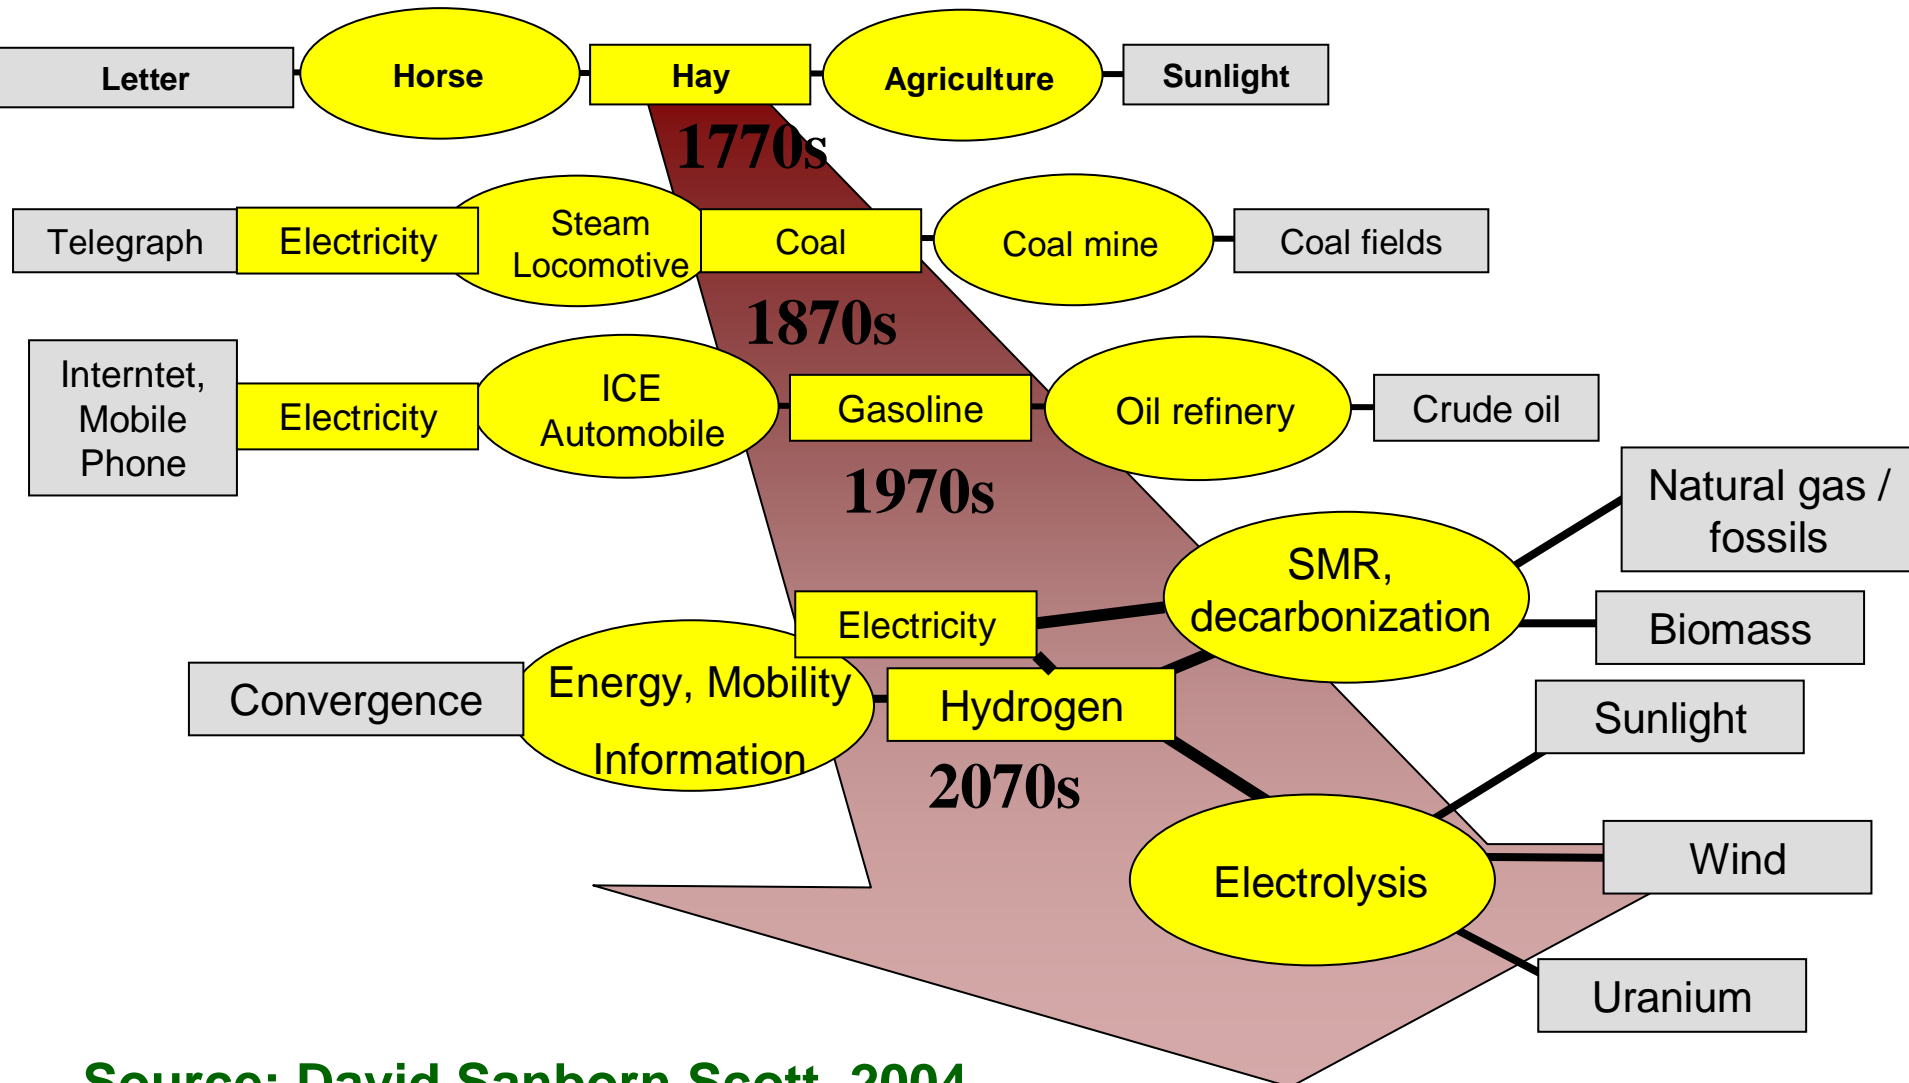 Letter
Horse
Hay
Agriculture
Sunlight
1770s
Telegraph
Electricity
Steam
Locomotive
Coal
Coal mine
Coal fields
1870s
Interntet,
Mobile
Phone
Electricity
ICE
Automobile
Gasoline
Oil refinery
Crude oil
1970s
Natural gas /
fossils
SMR,
decarbonization
Electricity
Biomass
Convergence
Energy, Mobility
Information
Hydrogen
Sunlight
2070s
Electrolysis
Wind
Uranium
Source: David Sanborn Scott, 2004